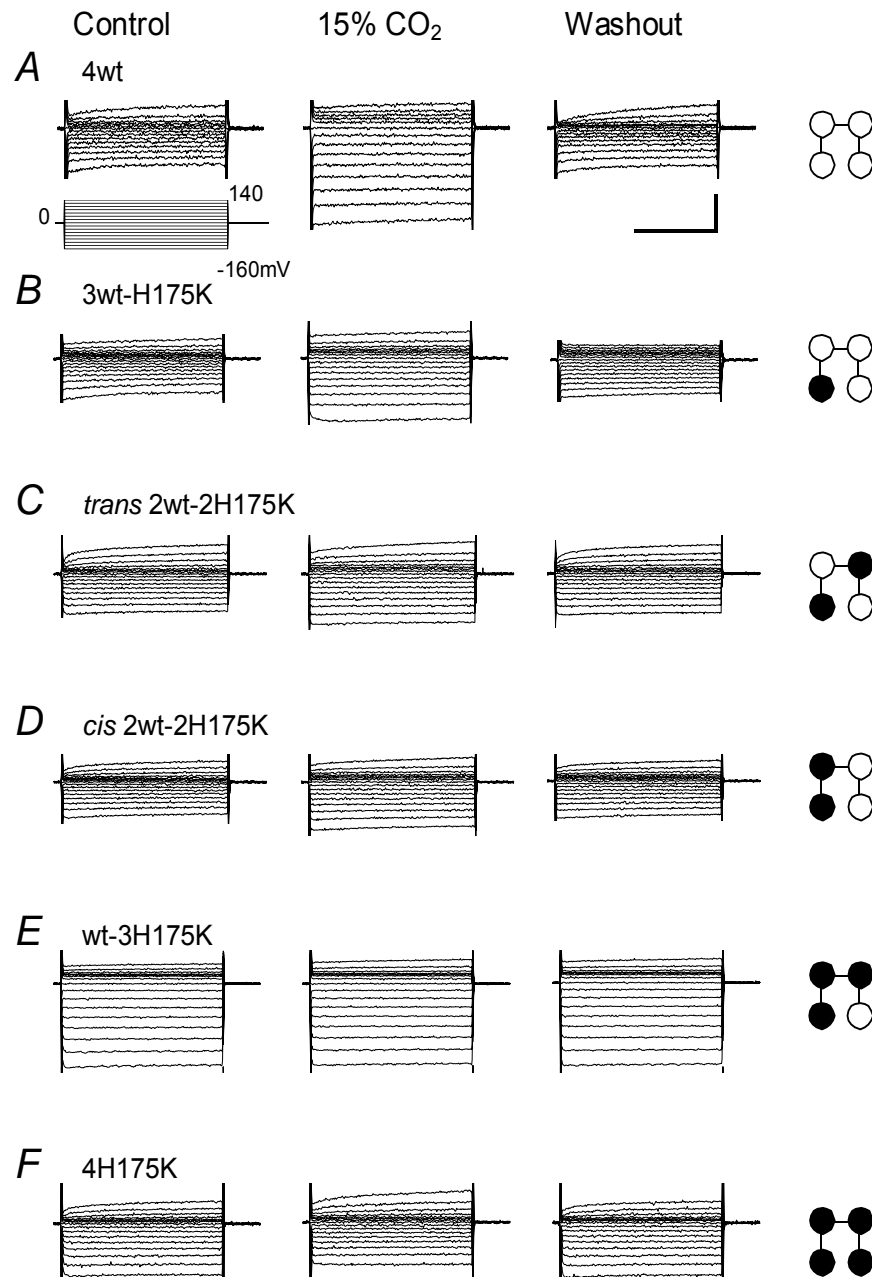 Control 15% CO₂ Washout
A 4wt
140
0
-160mV
B 3wt-H175K
C trans 2wt-2H175K
D cis 2wt-2H175K
E wt-3H175K
F 4H175K